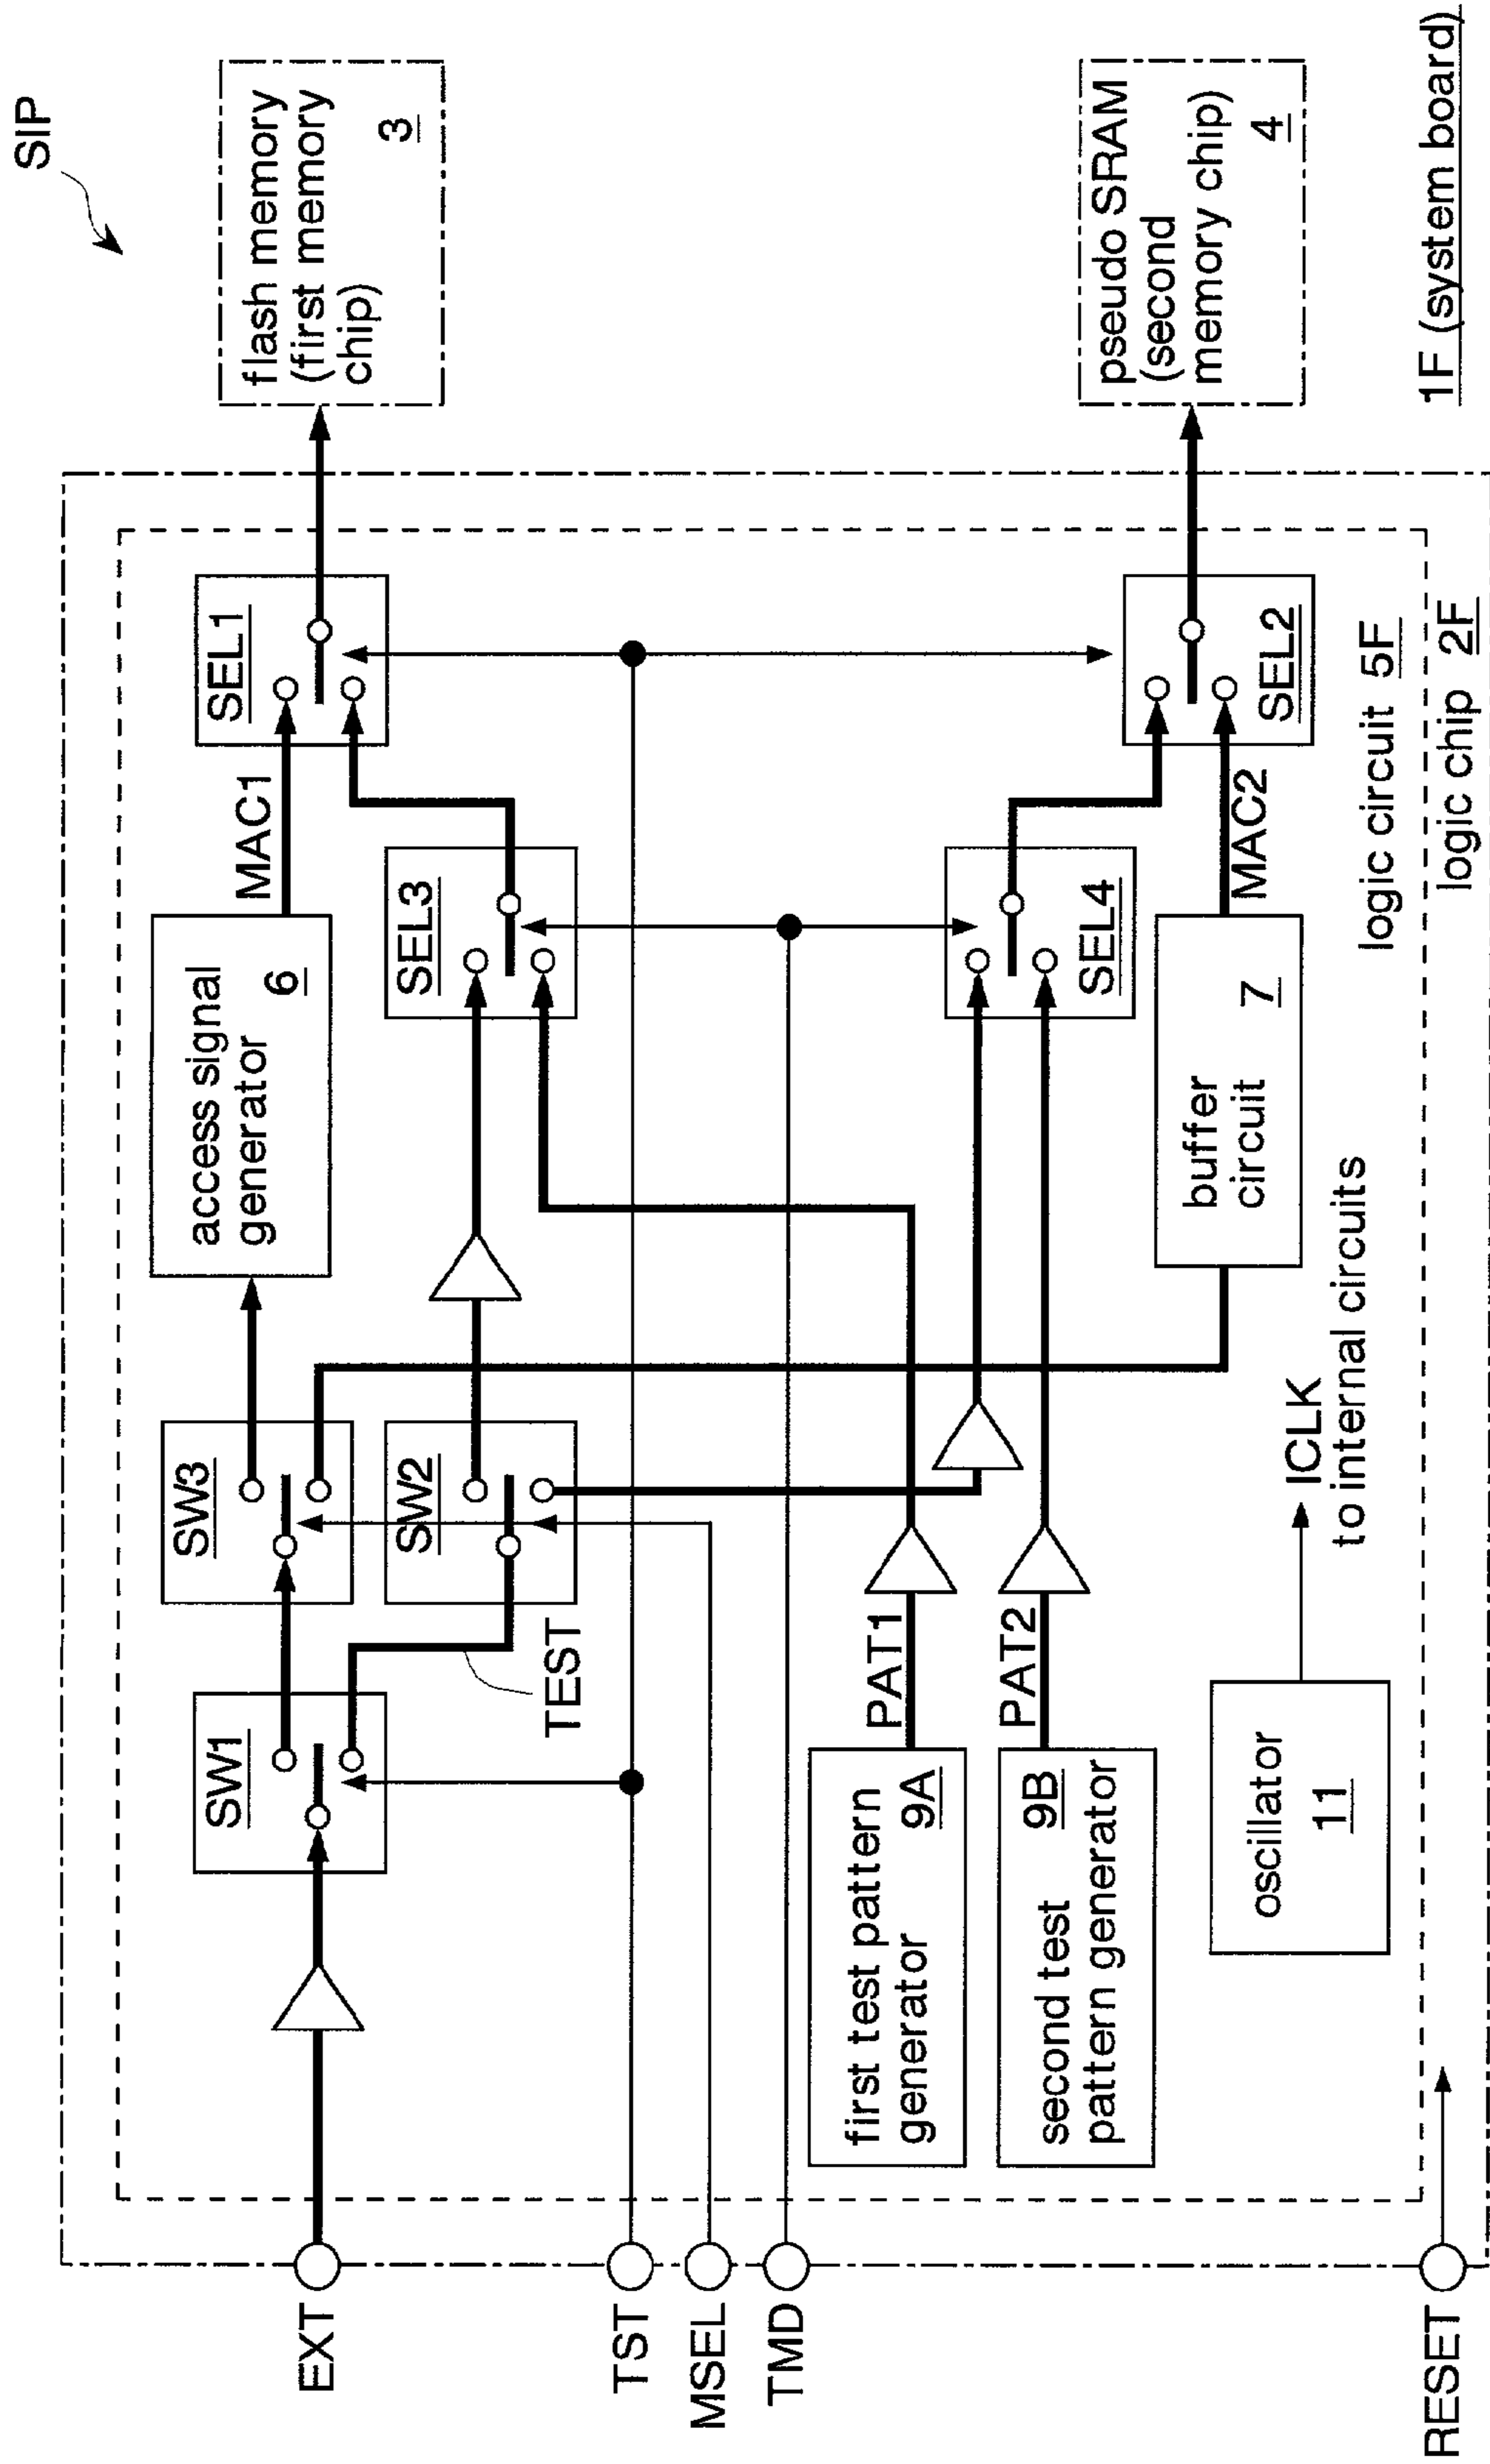 SIP
EXT
TST
MSEL
TMD
RESET
SW1
TEST
SW3
SW2
access signal
generator
6
MAC1
SEL1
flash memory
(first memory
chip)
3
SEL3
SEL4
first test pattern
generator
9A
PAT1
second test
pattern generator
9B
PAT2
buffer
circuit
7
MAC2
SEL2
pseudo SRAM
(second
memory chip)
4
oscillator
11
ICLK
to internal circuits
logic circuit 5F
logic chip 2F
1F (system board)